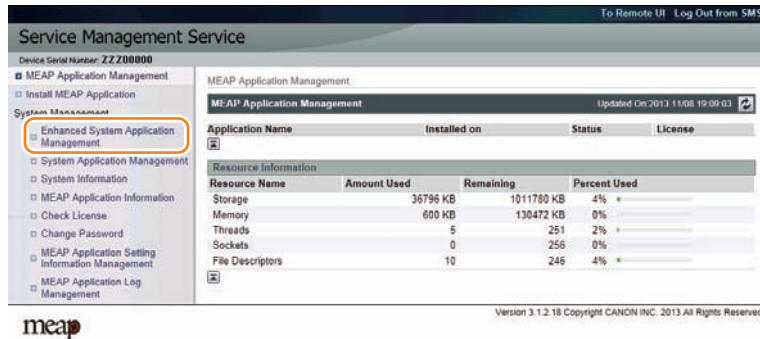 To Remote UI Log Out from SMS
Service Management Service
Device Serial Number: ZZZ00000
MEAP Application Management
Install MEAP Application
System Management
Enhanced System Application
Management
System Application Management
System Information
MEAP Application Information
Check License
Change Password
MEAP Application Setting
Information Management
MEAP Application Log
Management
MEAP Application Management
MEAP Application Management Updated On:2013 11/08 19:09:03
Application Name Installed on Status License
Resource Information
Resource Name Amount Used Remaining Percent Used
Storage 36796 KB 1011780 KB 4%
Memory 600 KB 130472 KB 0%
Threads 5 251 2%
Sockets 0 256 0%
File Descriptors 10 246 4%
Version 3.1.2.18 Copyright CANON INC. 2013 All Rights Reserved
meap